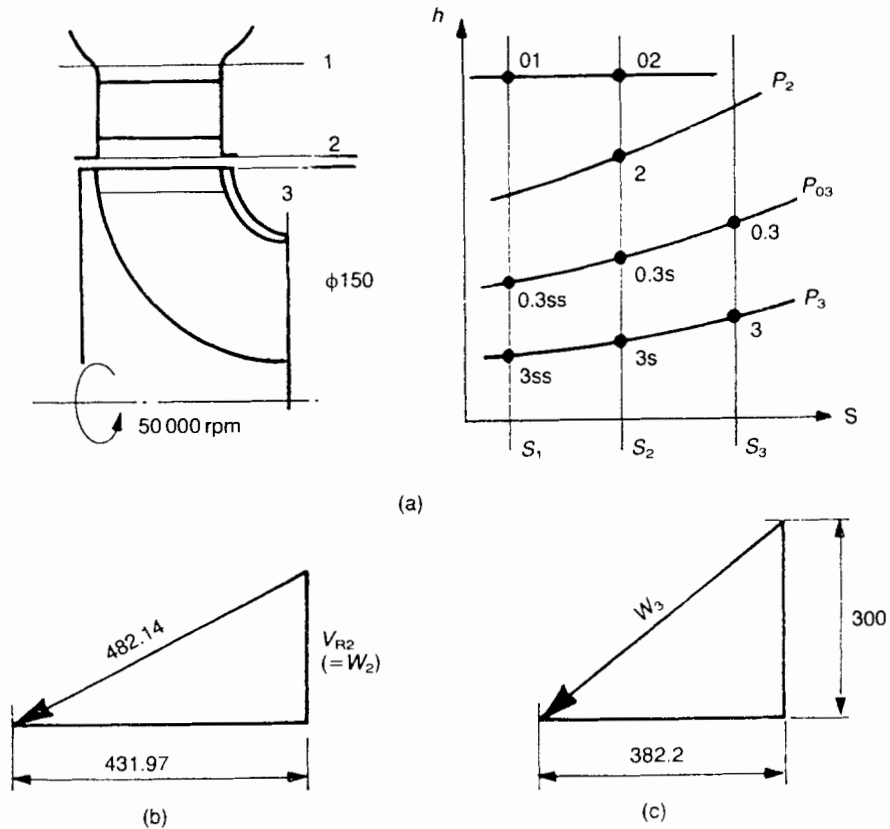 1
2
3
ϕ150
50 000 rpm
h
01
02
P₂
2
P₀₃
0.3
0.3s
0.3ss
P₃
3
3s
3ss
S
S₁
S₂
S₃
(a)
482.14
V_R2
(=W₂)
431.97
(b)
W₃
300
382.2
(c)